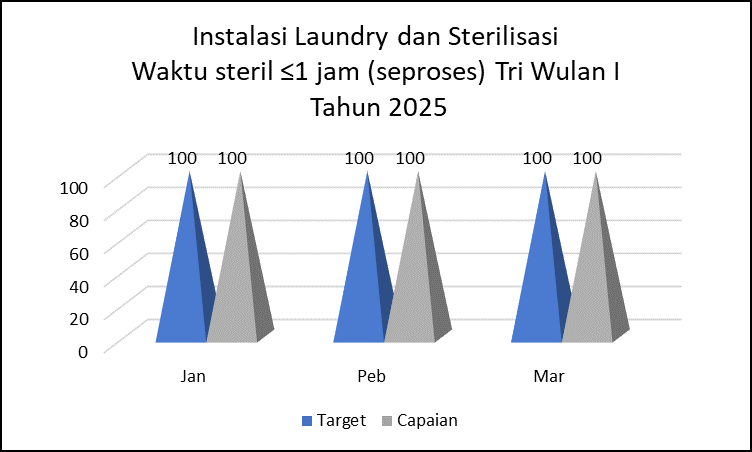 Instalasi Laundry dan Sterilisasi
Waktu steril ≤1 jam (seproses) Tri Wulan I
Tahun 2025
100 100 100 100 100 100
100
80
60
40
20
0
Jan Peb Mar
Target Capaian